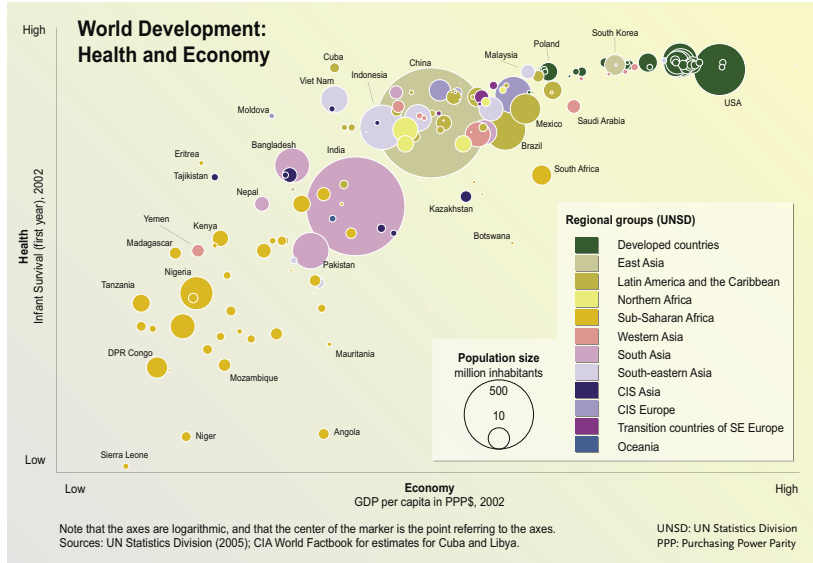 World Development:
Health and Economy
High
Low
Health
Infant Survival (first year), 2002
Cuba
China
Malaysia
Poland
South Korea
USA
Viet Nam
Indonesia
Moldova
Mexico
Saudi Arabia
Brazil
Bangladesh
India
Eritrea
Tajikistan
South Africa
Nepal
Kazakhstan
Yemen
Kenya
Madagascar
Botswana
Pakistan
Nigeria
Tanzania
DPR Congo
Mauritania
Mozambique
Niger
Angola
Sierra Leone
Regional groups (UNSD)
Developed countries
East Asia
Latin America and the Caribbean
Northern Africa
Sub-Saharan Africa
Western Asia
South Asia
South-eastern Asia
CIS Asia
CIS Europe
Transition countries of SE Europe
Oceania
Population size
million inhabitants
500
10
Low
Economy
High
GDP per capita in PPP$, 2002
Note that the axes are logarithmic, and that the center of the marker is the point referring to the axes.
Sources: UN Statistics Division (2005); CIA World Factbook for estimates for Cuba and Libya.
UNSD: UN Statistics Division
PPP: Purchasing Power Parity